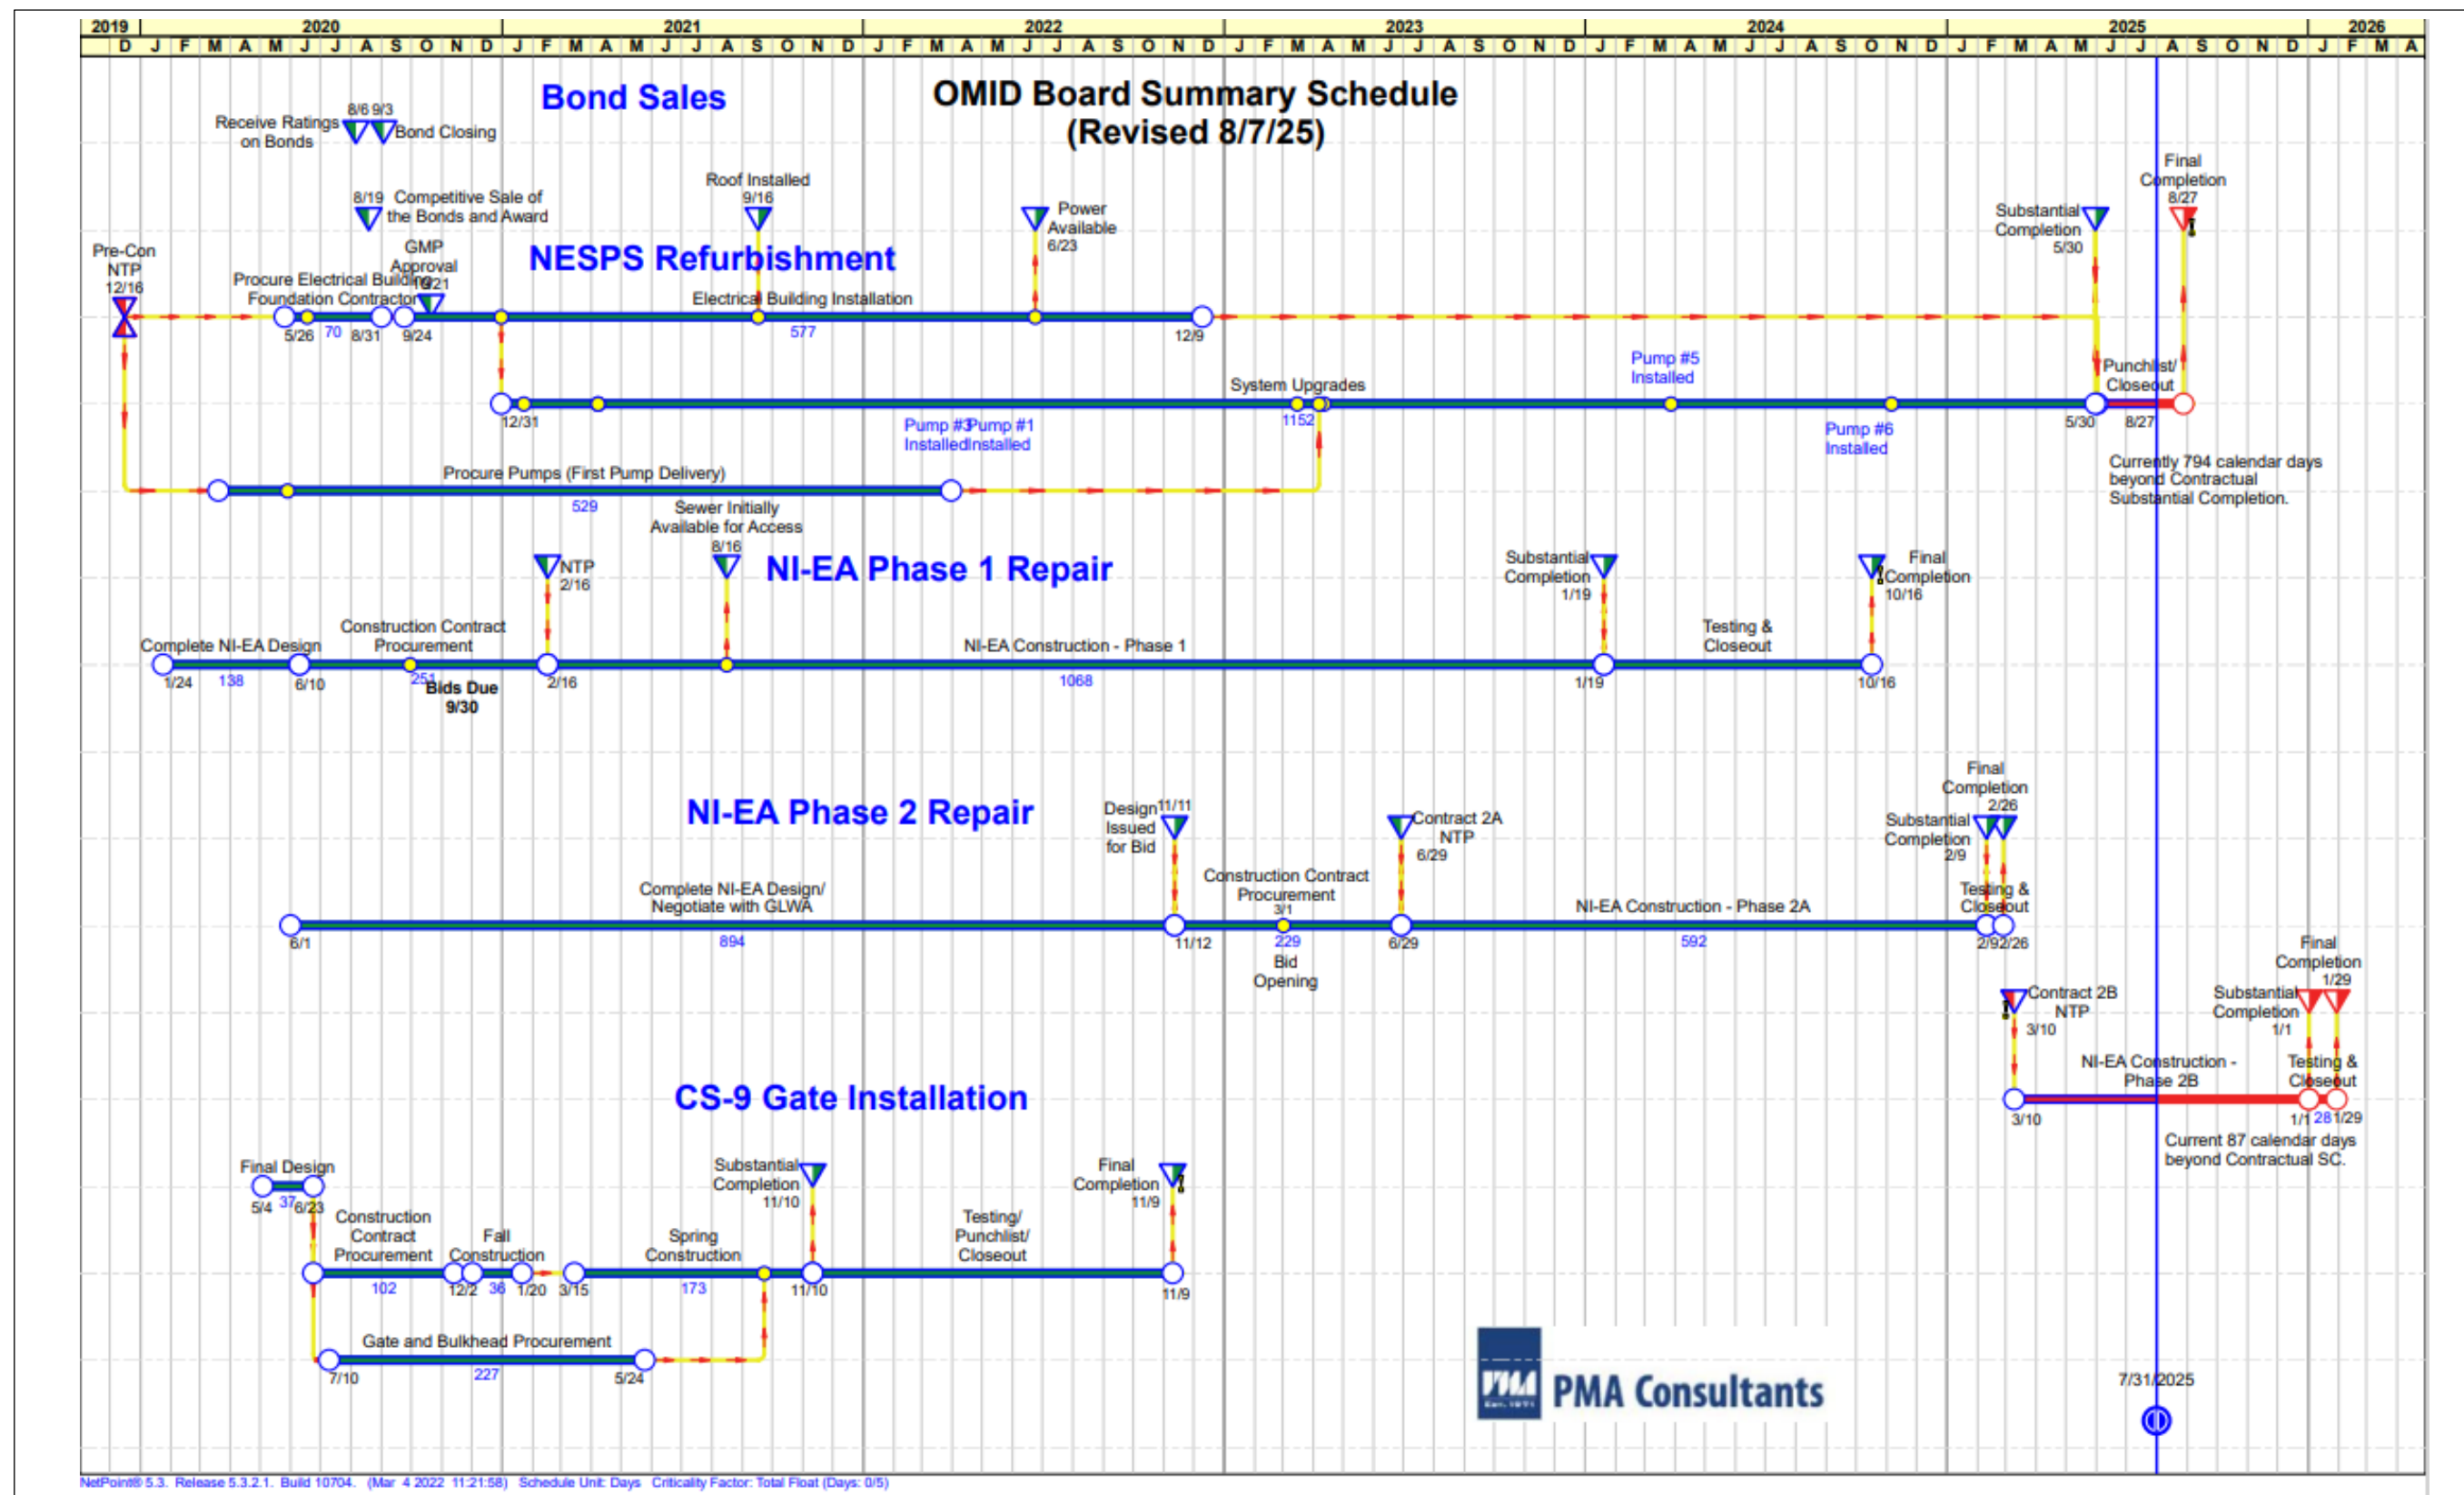 2019 2020 2021 2022 2023 2024 2025 2026
D J F M A M J J A S O N D J F M A M J J A S O N D J F M A M J J A S O N D J F M A M J J A S O N D J F M A M J J A S O N D J F M A M J J A S O N D J F M A
OMID Board Summary Schedule
(Revised 8/7/25)
Bond Sales
8/6 9/3
Receive Ratings
on Bonds
Bond Closing
8/19 Competitive Sale of
the Bonds and Award
NESPS Refurbishment
Pre-Con
NTP
12/16
GMP
Approval
10/21
Procure Electrical Building
Foundation Contractor
5/26 70 8/31 9/24
Roof Installed
9/16
Electrical Building Installation
577
Power
Available
6/23
12/9
Substantial
Completion
5/30
Final
Completion
8/27
System Upgrades
12/31
1152
Pump #3
Installed
Pump #1
Installed
Pump #5
Installed
Pump #6
Installed
Punchlist/
Closeout
5/30 8/27
Currently 794 calendar days
beyond Contractual
Substantial Completion.
Procure Pumps (First Pump Delivery)
529
NI-EA Phase 1 Repair
NTP
2/16
Sewer Initially
Available for Access
8/16
Substantial
Completion
1/19
Final
Completion
10/16
Complete NI-EA Design
1/24 138 6/10
Construction Contract
Procurement
251
Bids Due
9/30
2/16
NI-EA Construction - Phase 1
1068
1/19
Testing &
Closeout
10/16
NI-EA Phase 2 Repair
Design
Issued
for Bid
11/11
Contract 2A
NTP
6/29
Substantial
Completion
2/9
Final
Completion
2/26
Complete NI-EA Design/
Negotiate with GLWA
6/1 894 11/12
Construction Contract
Procurement
3/1
229
Bid
Opening
6/29
NI-EA Construction - Phase 2A
592
Testing &
Closeout
2/9 2/26
Contract 2B
NTP
3/10
Substantial
Completion
1/1
Final
Completion
1/29
NI-EA Construction -
Phase 2B
Testing &
Closeout
3/10 1/1 28 1/29
Current 87 calendar days
beyond Contractual SC.
CS-9 Gate Installation
Final Design
5/4 37 6/23
Construction
Contract
Procurement
102
Fall
Construction
12/2 36 1/20
Spring
Construction
3/15 173 11/10
Substantial
Completion
11/10
Testing/
Punchlist/
Closeout
Final
Completion
11/9
11/9
Gate and Bulkhead Procurement
7/10 227 5/24
PMA
Est. 1971
PMA Consultants
7/31/2025
NetPoint® 5.3. Release 5.3.2.1. Build 10704. (Mar 4 2022 11:21:58) Schedule Unit: Days Criticality Factor: Total Float (Days: 0/5)